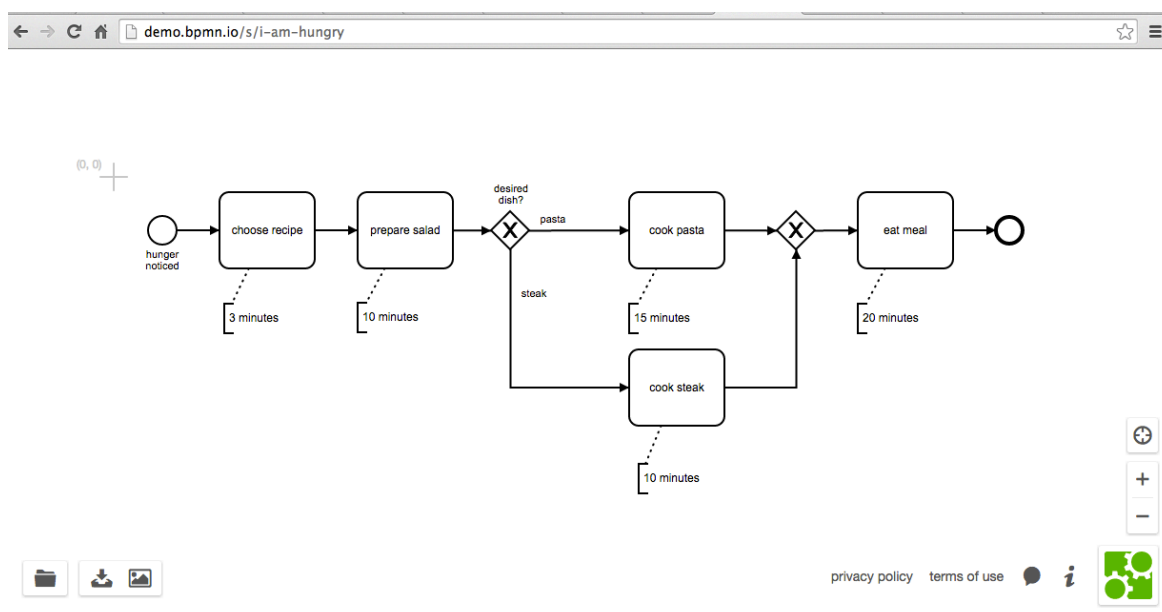 demo.bpmn.io/s/i-am-hungry
(0, 0)
desired
dish?
choose recipe
prepare salad
X
pasta
cook pasta
X
eat meal
hunger
noticed
steak
3 minutes
10 minutes
15 minutes
20 minutes
cook steak
10 minutes
privacy policy
terms of use